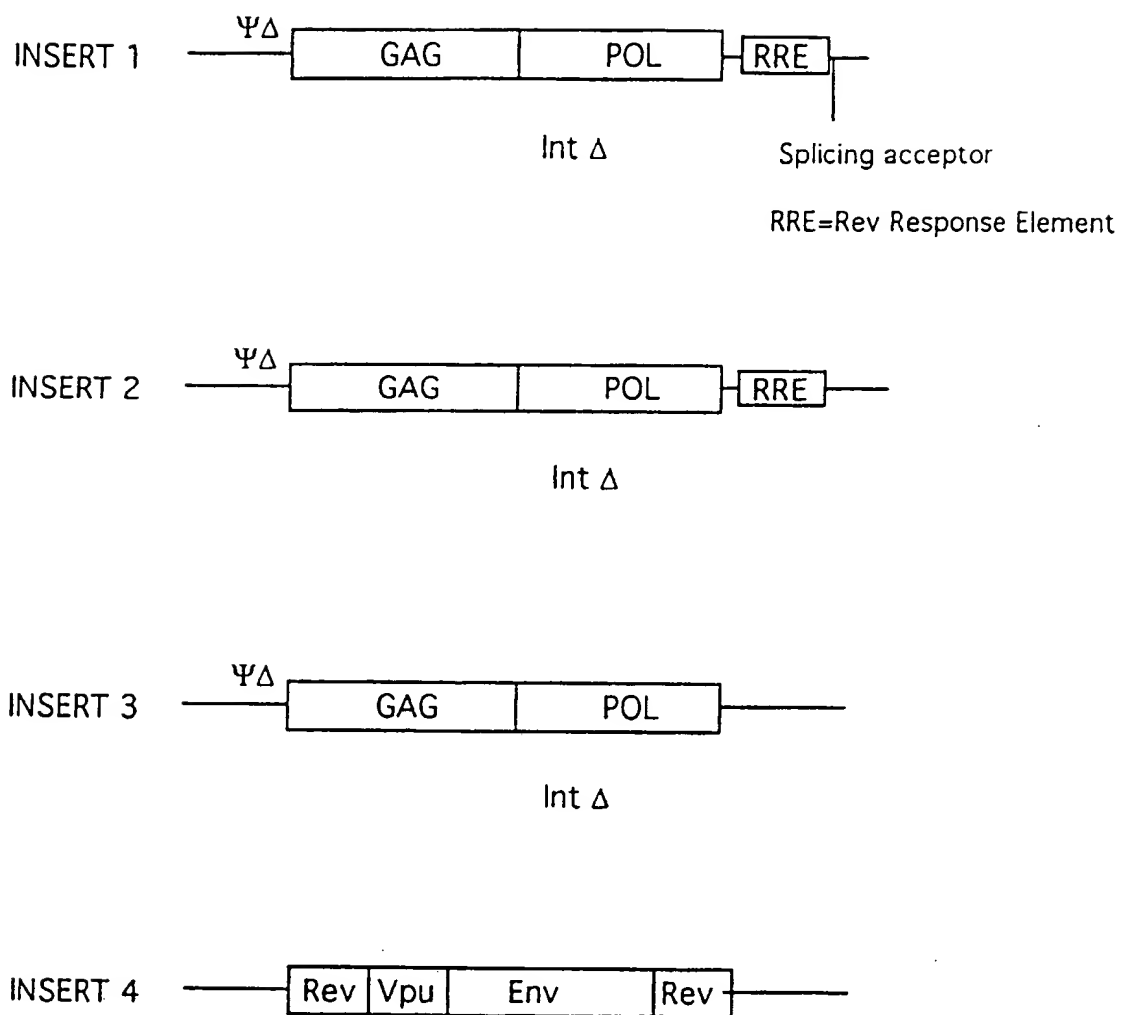 ΨΔ
INSERT 1 GAG POL RRE
Int Δ
Splicing acceptor
RRE=Rev Response Element
ΨΔ
INSERT 2 GAG POL RRE
Int Δ
ΨΔ
INSERT 3 GAG POL
Int Δ
INSERT 4 Rev Vpu Env Rev